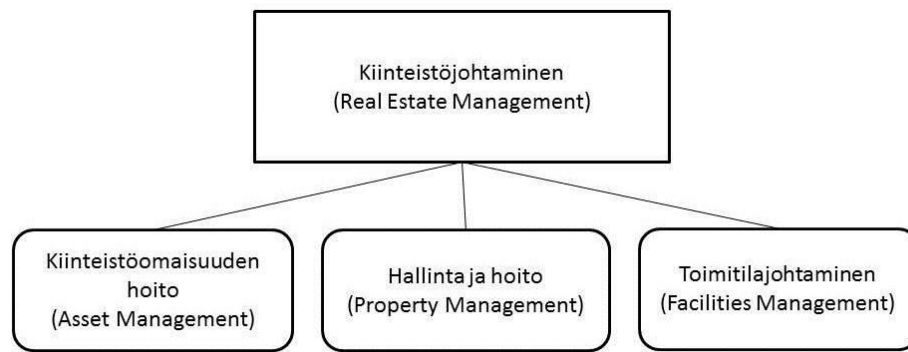 Kiinteistöjohtaminen
(Real Estate Management)
Kiinteistöomaisuuden
hoito
(Asset Management)
Hallinta ja hoito
(Property Management)
Toimitilajohtaminen
(Facilities Management)